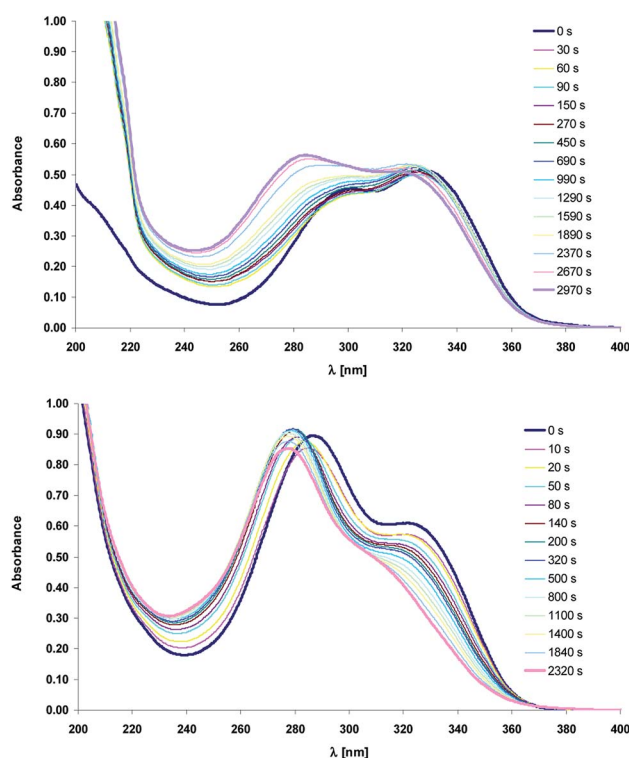 1.00
0.90
0.80
0.70
0.60
0.50
0.40
0.30
0.20
0.10
0.00
Absorbance
200 220 240 260 280 300 320 340 360 380 400
λ [nm]
0 s
30 s
60 s
90 s
150 s
270 s
450 s
690 s
990 s
1290 s
1590 s
1890 s
2370 s
2670 s
2970 s
1.00
0.90
0.80
0.70
0.60
0.50
0.40
0.30
0.20
0.10
0.00
Absorbance
200 220 240 260 280 300 320 340 360 380 400
λ [nm]
0 s
10 s
20 s
50 s
80 s
140 s
200 s
320 s
500 s
800 s
1100 s
1400 s
1840 s
2320 s